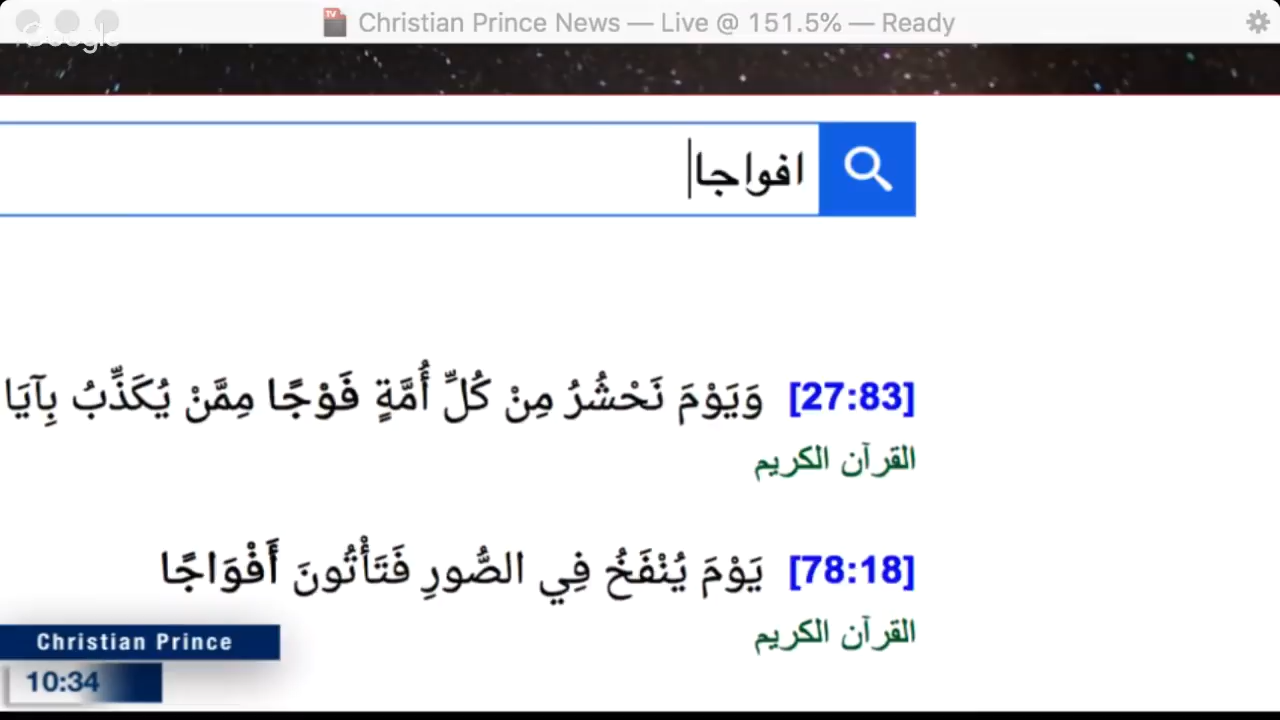 Christian Prince News — Live @ 151.5% — Ready
Google
افواجا
[27:83] وَيَوْمَ نَحْشُرُ مِنْ كُلِّ أُمَّةٍ فَوْجًا مِمَّنْ يُكَذِّبُ بِآيَا
القرآن الكريم
[78:18] يَوْمَ يُنْفَخُ فِي الصُّورِ فَتَأْتُونَ أَفْوَاجًا
القرآن الكريم
Christian Prince
10:34